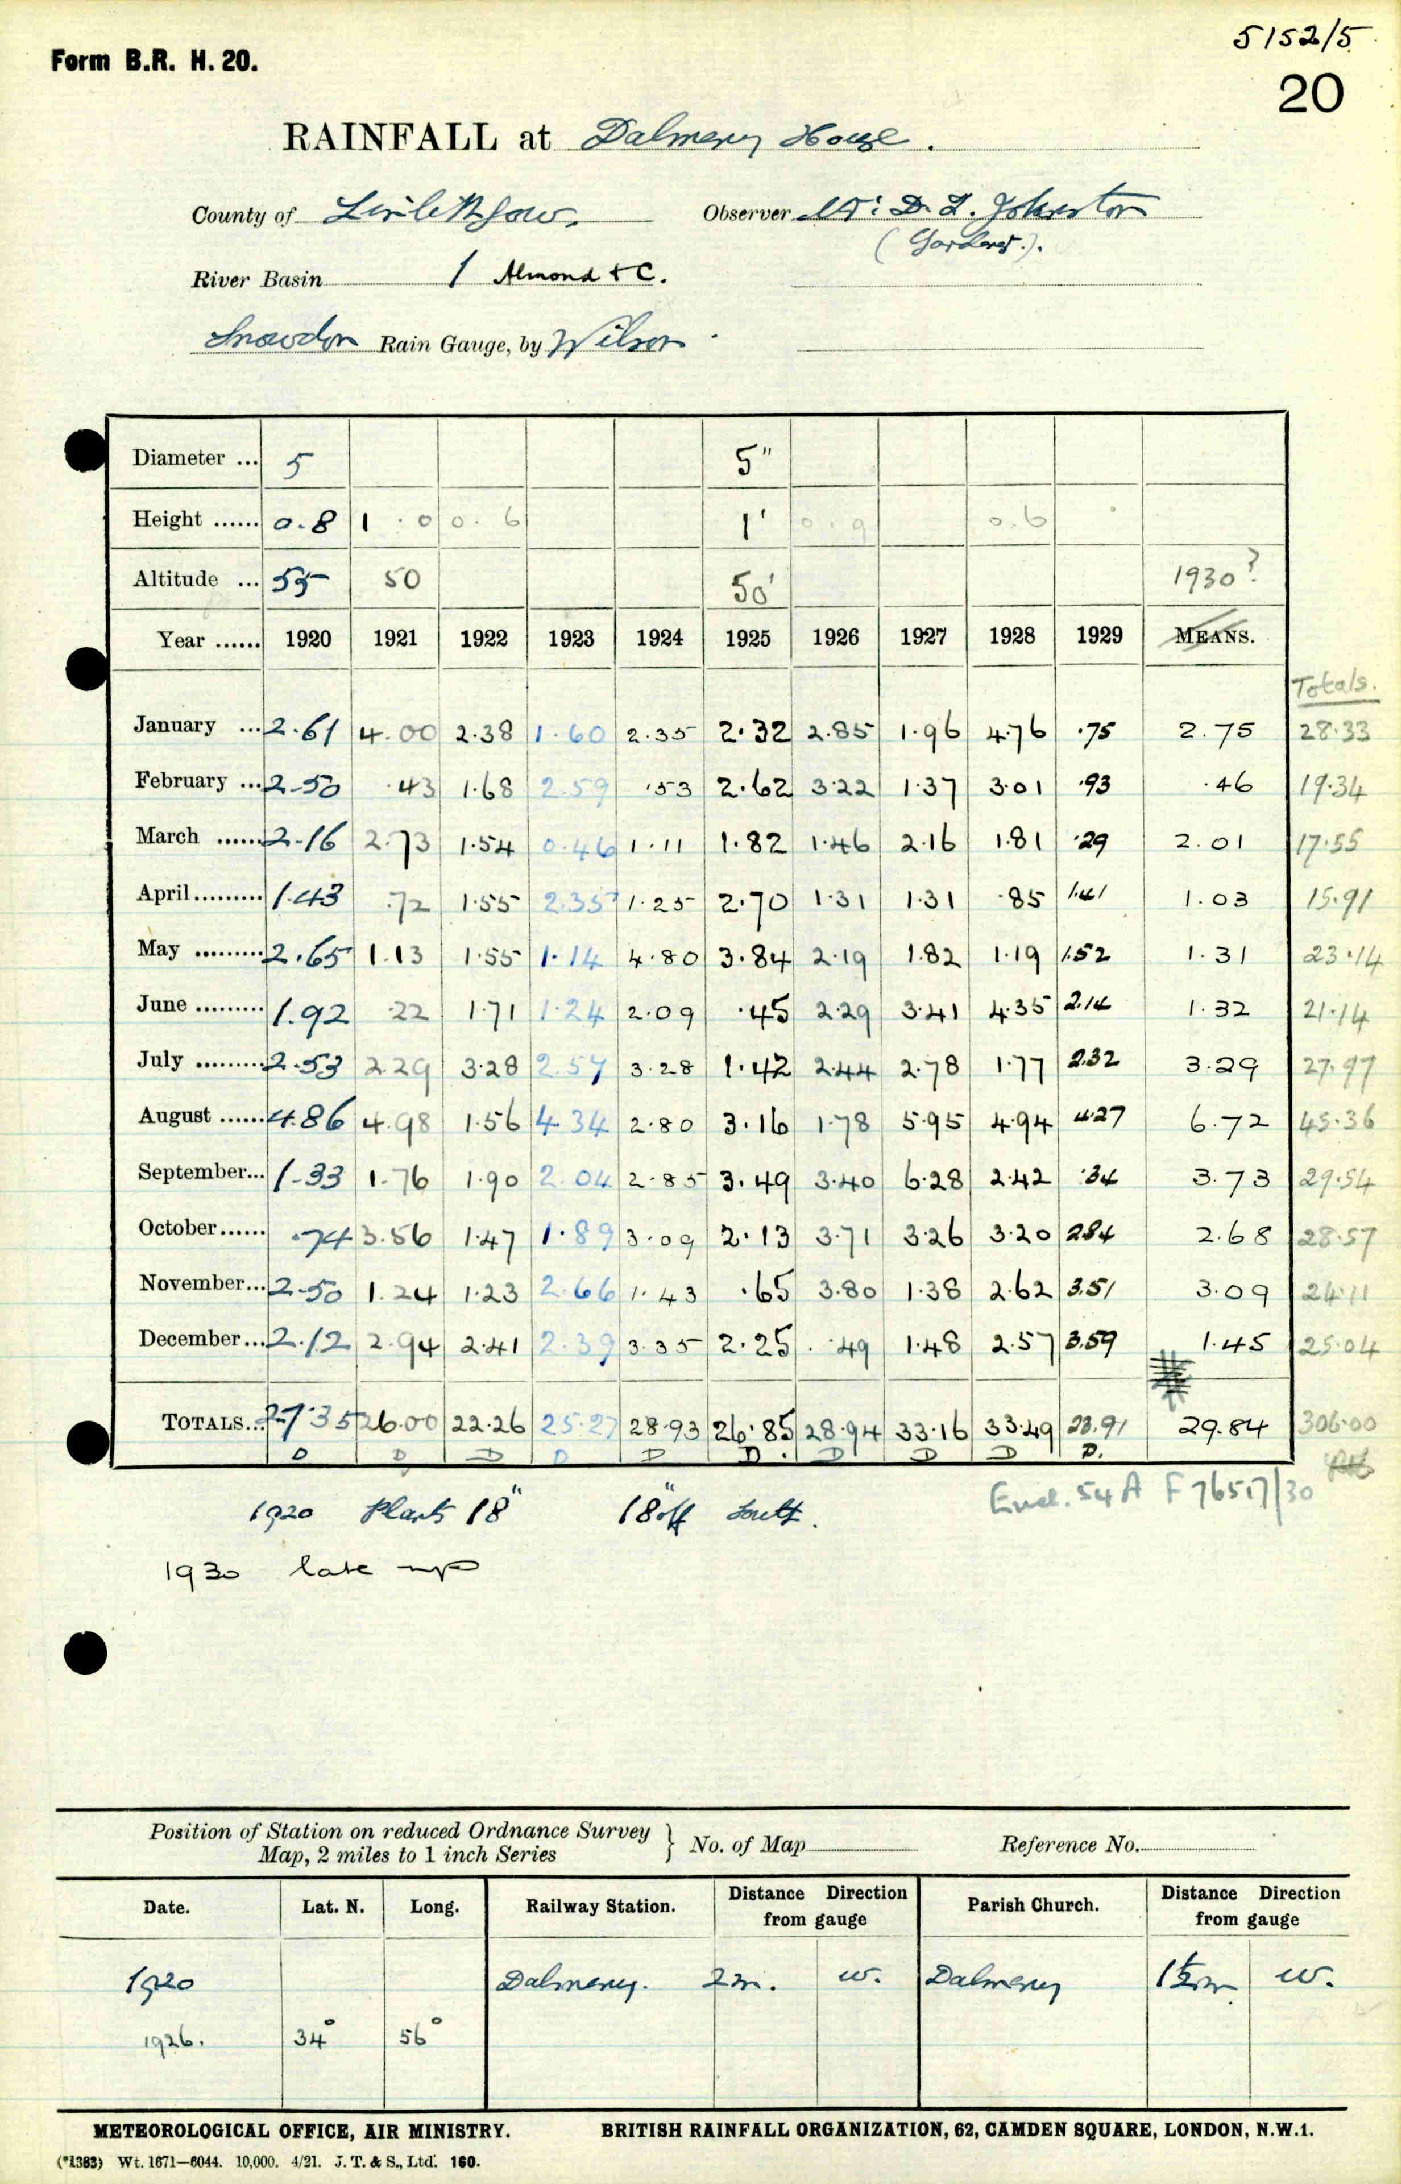 5152/5
Form B.R. H. 20.
20
RAINFALL at Dalmeny House.
County of Linlithgow. Observer Mr. D. L. Johnston
(Gardener.).
River Basin / Almond & C.
Snowdon Rain Gauge, by Wilson
Diameter ... 5 5"
Height ...... 0.8 1.0 0.6 1' 0.9 0.6
Altitude ... 55 50 50' 1930?
Year ...... 1920 1921 1922 1923 1924 1925 1926 1927 1928 1929 MEANS.
Totals.
January ... 2.61 4.00 2.38 1.60 2.35 2.32 2.85 1.96 4.76 .75 2.75 28.33
February ... 2.50 .43 1.68 2.59 .53 2.62 3.22 1.37 3.01 .93 .46 19.34
March ...... 2.16 2.73 1.54 0.46 1.11 1.82 1.46 2.16 1.81 .29 2.01 17.55
April ......... 1.43 .72 1.55 2.35 1.25 2.70 1.31 1.31 .85 1.41 1.03 15.91
May ......... 2.65 1.13 1.55 1.14 4.80 3.84 2.19 1.82 1.19 1.52 1.31 23.14
June ......... 1.92 .22 1.71 1.24 2.09 .45 2.29 3.41 4.35 2.14 1.32 21.14
July ......... 2.53 2.29 3.28 2.57 3.28 1.42 2.44 2.78 1.77 2.32 3.29 27.97
August ...... 4.86 4.98 1.56 4.34 2.80 3.16 1.78 5.95 4.94 4.27 6.72 45.36
September... 1.33 1.76 1.90 2.04 2.85 3.49 3.40 6.28 2.42 .34 3.73 29.54
October...... .74 3.56 1.47 1.89 3.09 2.13 3.71 3.26 3.20 2.84 2.68 28.57
November... 2.50 1.24 1.23 2.66 1.43 .65 3.80 1.38 2.62 3.51 3.09 24.11
December... 2.12 2.94 2.41 2.39 3.35 2.25 .49 1.48 2.57 3.59 1.45 25.04
TOTALS... 27.35 26.00 22.26 25.27 28.93 26.85 28.94 33.16 33.49 23.91 29.84 306.00
D D D D D D. D D D D.
1920 Plants 18" 18" off South. Encl. 54 A F 7657/30
1930 late up
Position of Station on reduced Ordnance Survey
Map, 2 miles to 1 inch Series } No. of Map Reference No.
Date. Lat. N. Long. Railway Station. Distance Direction from gauge Parish Church. Distance Direction from gauge
1920 Dalmeny. 2 m. W. Dalmeny 1½ m W.
1926. 34° 56°
METEOROLOGICAL OFFICE, AIR MINISTRY. BRITISH RAINFALL ORGANIZATION, 62, CAMDEN SQUARE, LONDON, N.W.1.
(*1383) Wt. 1671—6044. 10,000. 4/21. J. T. & S., Ltd. 160.